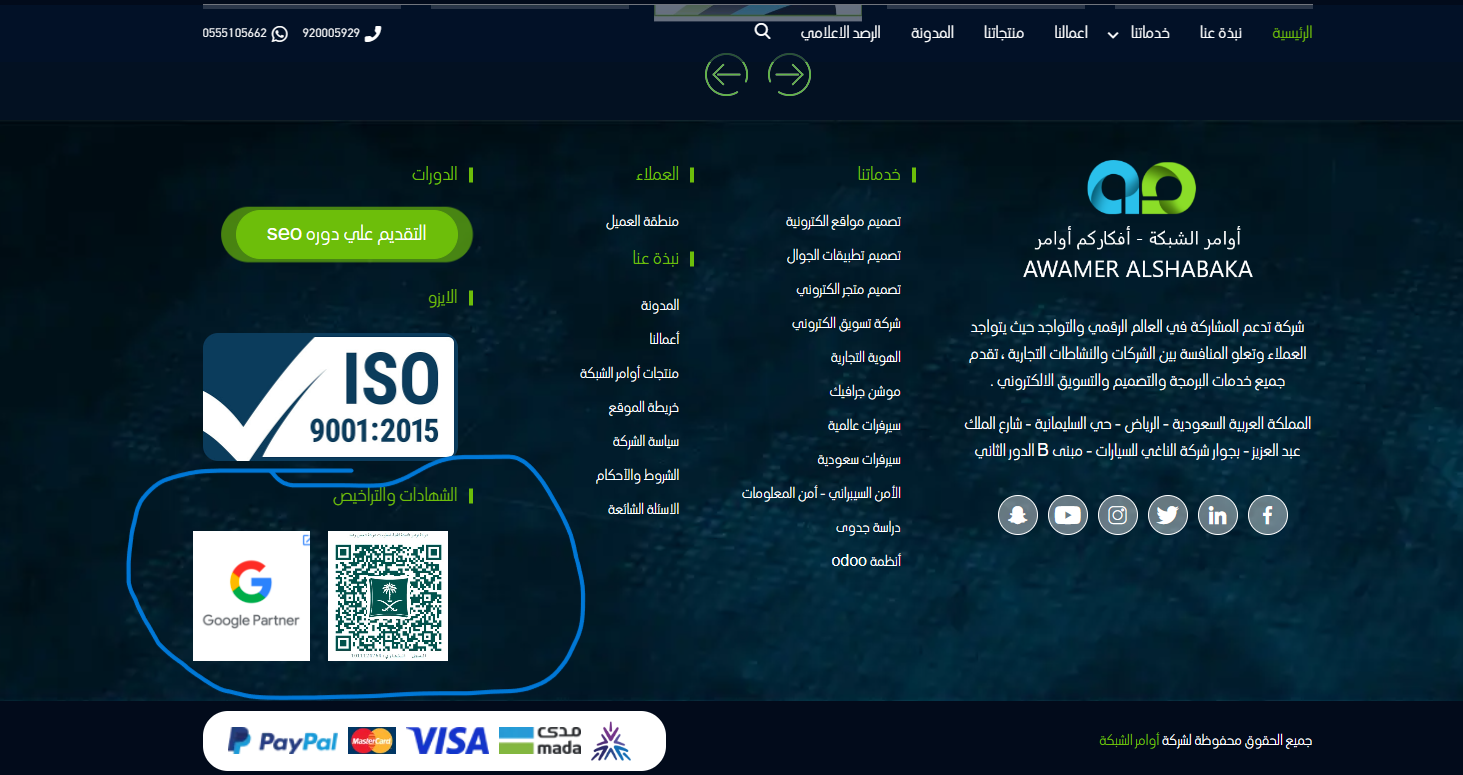 الرئيسية
نبذة عنا
خدماتنا
اعمالنا
منتجاتنا
المدونة
الرصد الاعلامي
920005929
0555105662
أوامر الشبكة - أفكاركم أوامر
AWAMER ALSHABAKA
شركة تدعم المشاركة في العالم الرقمي والتواجد حيث يتواجد
العملاء وتعلو المنافسة بين الشركات والنشاطات التجارية ، تقدم
جميع خدمات البرمجة والتصميم والتسويق الالكتروني .
المملكة العربية السعودية - الرياض - حي السليمانية - شارع الملك
عبد العزيز - بجوار شركة الناغي للسيارات - مبنى B الدور الثاني
خدماتنا
تصميم مواقع الكترونية
تصميم تطبيقات الجوال
تصميم متجر الكتروني
شركة تسويق الكتروني
الهوية التجارية
موشن جرافيك
سيرفرات عالمية
سيرفرات سعودية
الأمن السيبراني - أمن المعلومات
دراسة جدوى
أنظمة odoo
العملاء
منطقة العميل
نبذة عنا
المدونة
أعمالنا
منتجات أوامر الشبكة
خريطة الموقع
سياسة الشركة
الشروط والأحكام
الاسئلة الشائعة
الدورات
التقديم علي دوره seo
الايزو
ISO
9001:2015
الشهادات والتراخيص
Google Partner
جميع الحقوق محفوظة لشركة أوامر الشبكة
PayPal
MasterCard
VISA
مدى
mada